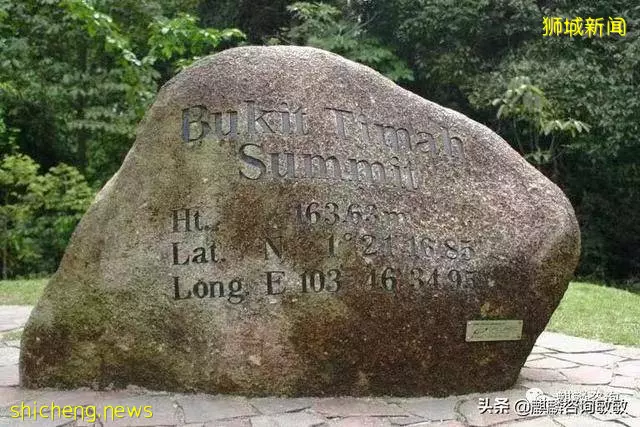 狮城新闻
Bukit Timah
Summit
Ht. 163.63m
Lat. N 1° 21 16 85
Long. E 103 46 34 95
shicheng.news
头条 @麒麟咨询敏敏